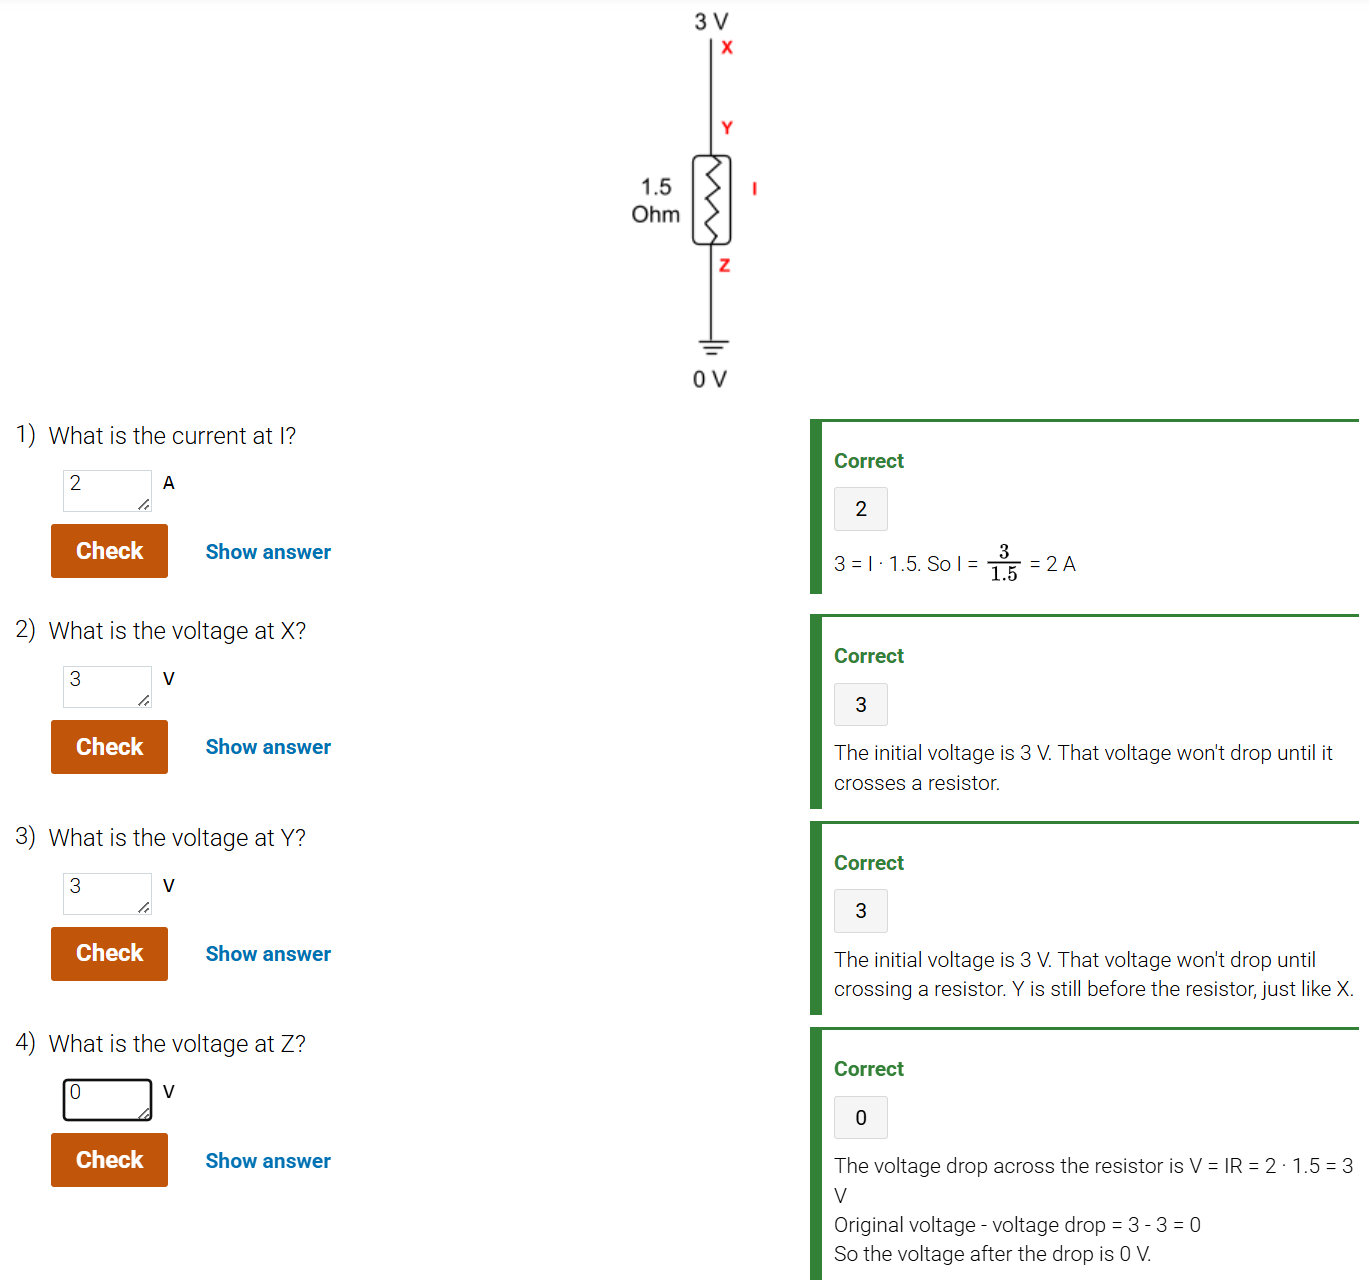 3 V
X
Y
1.5
Ohm
I
Z
0 V
1) What is the current at I?
2 A
Check Show answer
Correct
2
3 = I · 1.5. So I = 3/1.5 = 2 A
2) What is the voltage at X?
3 V
Check Show answer
Correct
3
The initial voltage is 3 V. That voltage won't drop until it
crosses a resistor.
3) What is the voltage at Y?
3 V
Check Show answer
Correct
3
The initial voltage is 3 V. That voltage won't drop until
crossing a resistor. Y is still before the resistor, just like X.
4) What is the voltage at Z?
0 V
Check Show answer
Correct
0
The voltage drop across the resistor is V = IR = 2 · 1.5 = 3
V
Original voltage - voltage drop = 3 - 3 = 0
So the voltage after the drop is 0 V.